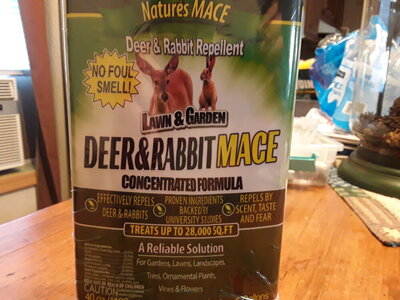 Natures MACE
Deer & Rabbit Repellent
NO FOUL
SMELL!
LAWN & GARDEN
DEER&RABBIT MACE
CONCENTRATED FORMULA
EFFECTIVELY REPELS
DEER & RABBITS
PROVEN INGREDIENTS
BACKED BY
UNIVERSITY STUDIES
REPELS BY
SCENT, TASTE
AND FEAR
TREATS UP TO 28,000 SQ.FT
A Reliable Solution
For Gardens, Lawns, Landscapes,
Trees, Ornamental Plants,
Vines & Flowers
CAUTION
40 oz